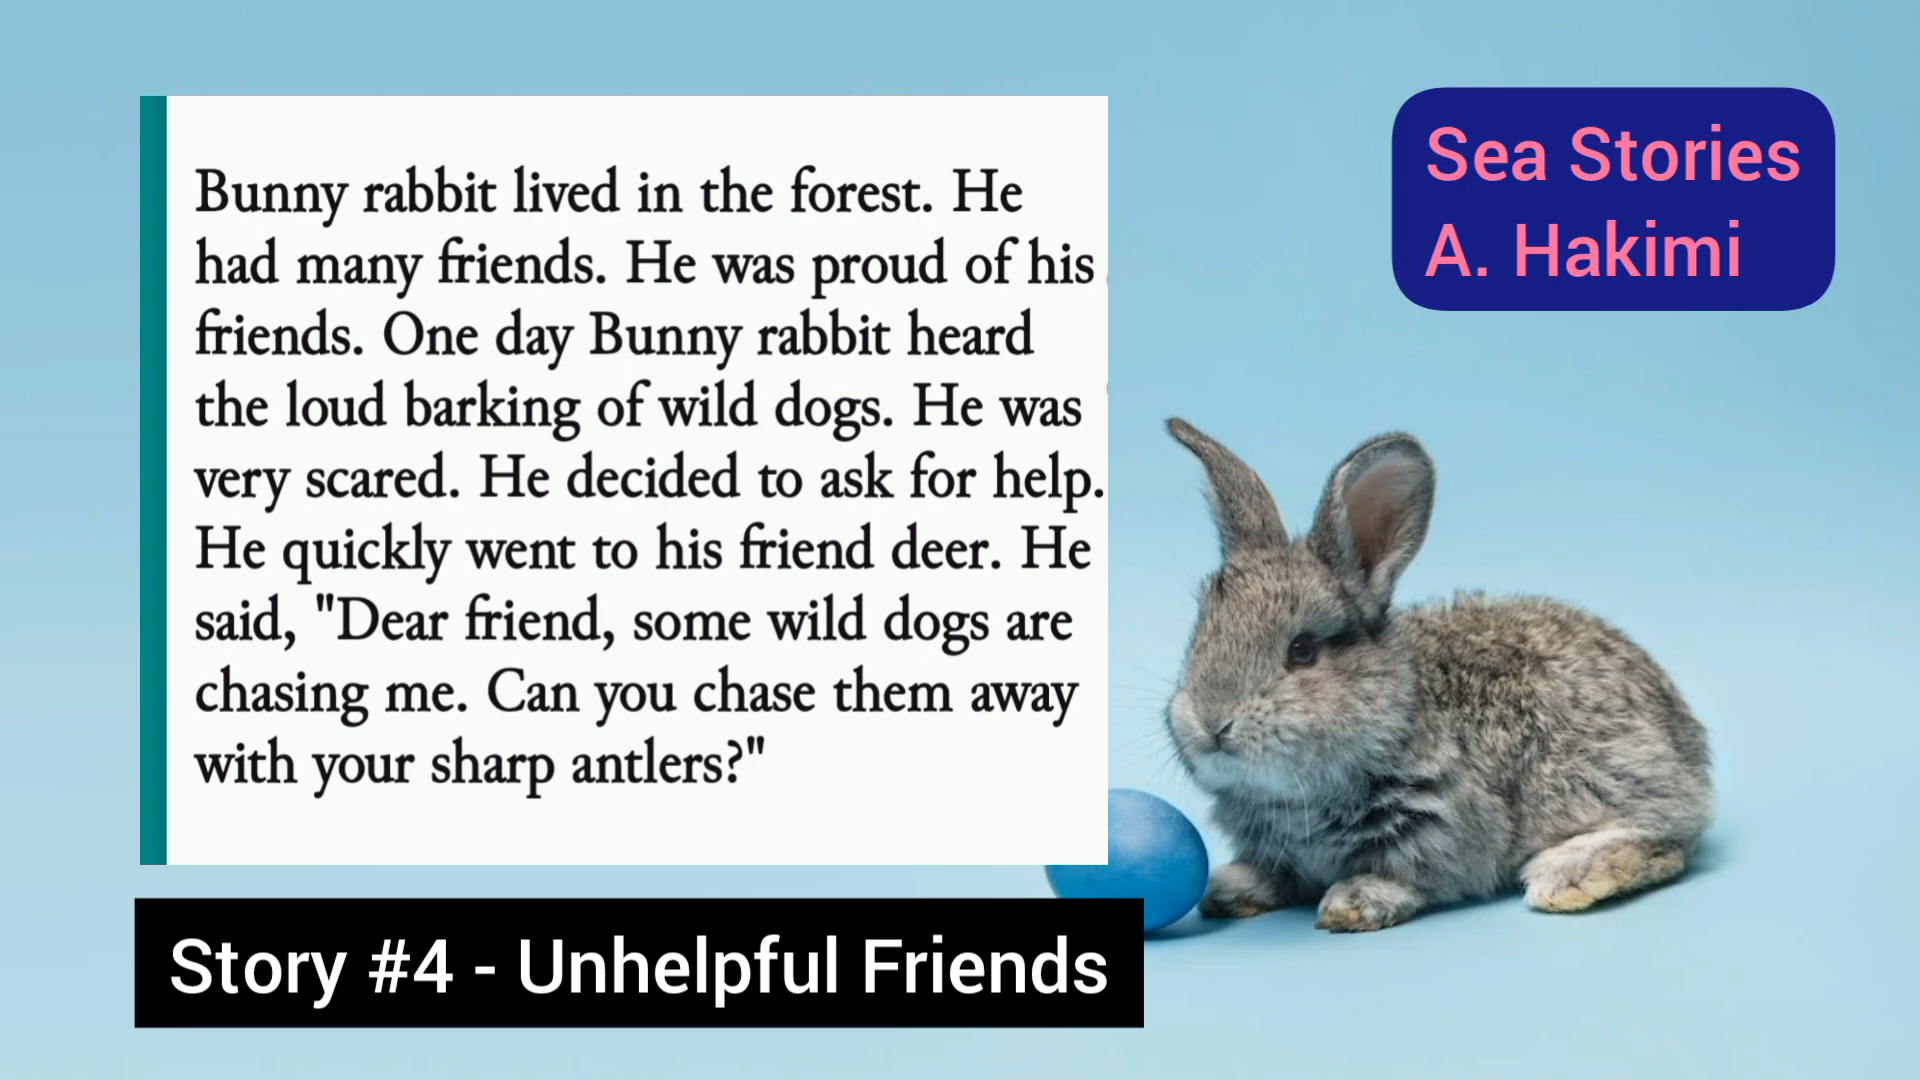 Bunny rabbit lived in the forest. He
had many friends. He was proud of his
friends. One day Bunny rabbit heard
the loud barking of wild dogs. He was
very scared. He decided to ask for help.
He quickly went to his friend deer. He
said, "Dear friend, some wild dogs are
chasing me. Can you chase them away
with your sharp antlers?"
Sea Stories
A. Hakimi
Story #4 - Unhelpful Friends